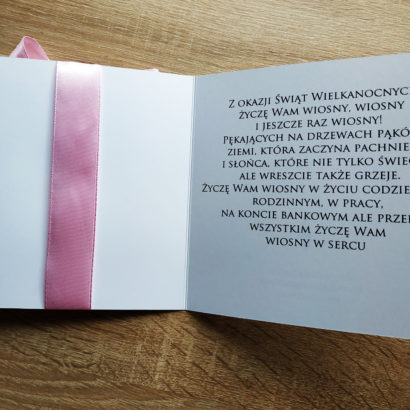 Z OKAZJI ŚWIĄT WIELKANOCNYC
ŻYCZĘ WAM WIOSNY, WIOSNY
I JESZCZE RAZ WIOSNY!
PĘKAJĄCYCH NA DRZEWACH PĄKÓ
ZIEMI, KTÓRA ZACZYNA PACHNIE
I SŁOŃCA, KTÓRE NIE TYLKO ŚWIE
ALE WRESZCIE TAKŻE GRZEJE.
ŻYCZĘ WAM WIOSNY W ŻYCIU CODZIE
RODZINNYM, W PRACY,
NA KONCIE BANKOWYM ALE PRZE
WSZYSTKIM ŻYCZĘ WAM
WIOSNY W SERCU